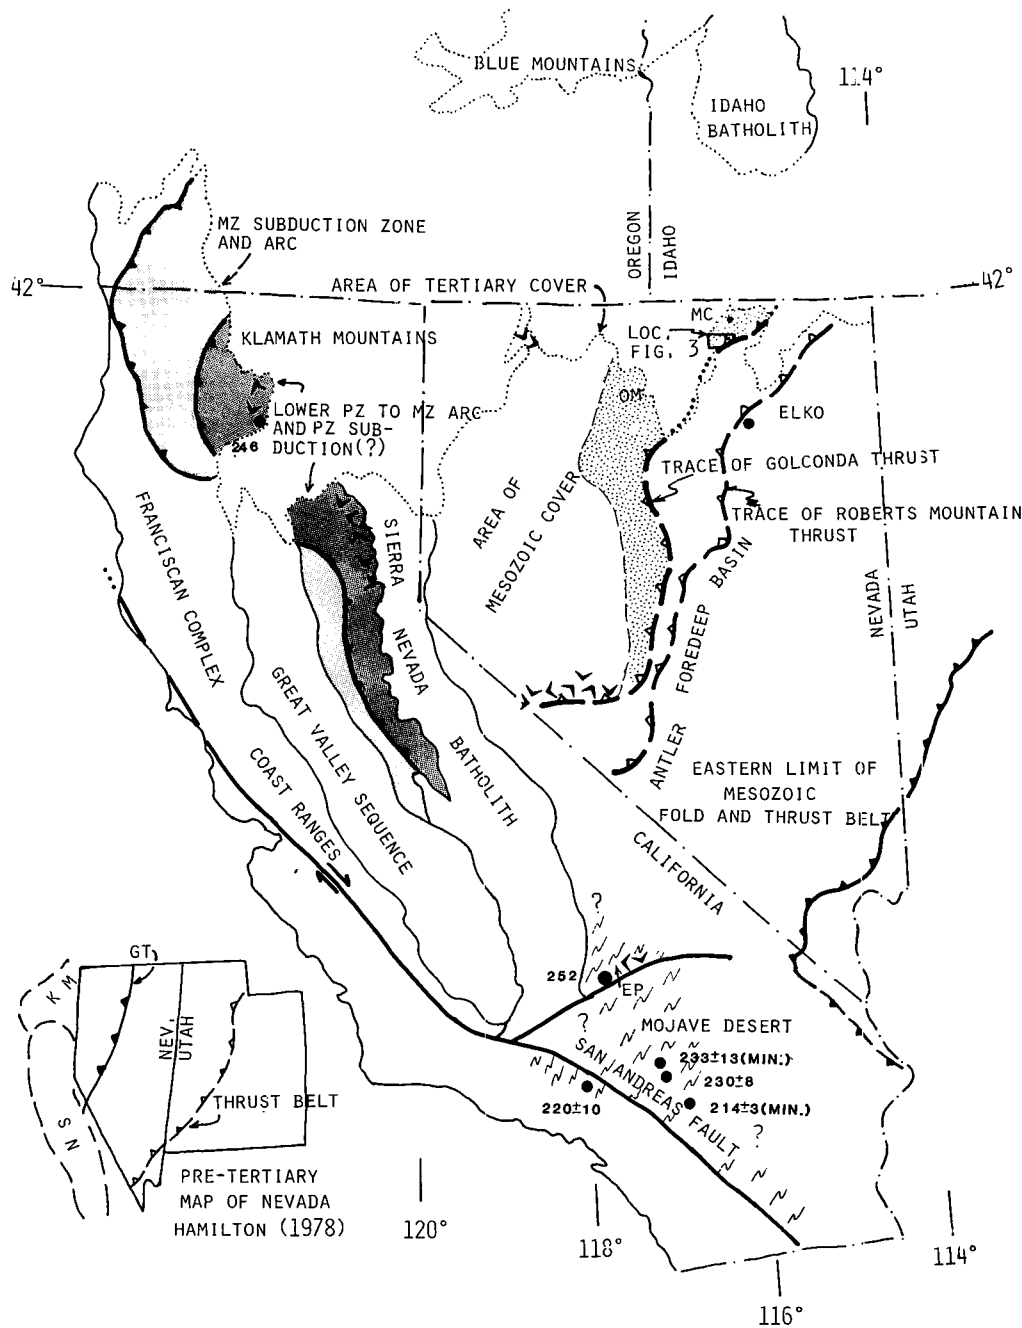 BLUE MOUNTAINS
114°
IDAHO
BATHOLITH
MZ SUBDUCTION ZONE
AND ARC
OREGON
IDAHO
42°
AREA OF TERTIARY COVER
42°
MC
KLAMATH MOUNTAINS
LOC.
FIG. 3
OM
LOWER PZ TO MZ ARC
AND PZ SUB-
DUCTION(?)
246
ELKO
TRACE OF GOLCONDA THRUST
TRACE OF ROBERTS MOUNTAIN
THRUST
AREA OF
MESOZOIC COVER
FRANCISCAN COMPLEX
SIERRA
NEVADA
BATHOLITH
ANTLER FOREDEEP BASIN
NEVADA
UTAH
GREAT VALLEY SEQUENCE
COAST RANGES
EASTERN LIMIT OF
MESOZOIC
FOLD AND THRUST BELT
CALIFORNIA
?
252
EP
?
MOJAVE DESERT
233±13(MIN.)
230±8
214±3(MIN.)
220±10
SAN ANDREAS FAULT
?
GT
KM
NEV.
UTAH
SN
THRUST BELT
PRE-TERTIARY
MAP OF NEVADA
HAMILTON (1978)
120°
118°
116°
114°